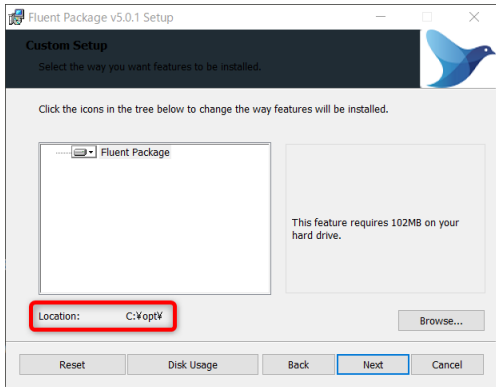 Fluent Package v5.0.1 Setup
Custom Setup
Select the way you want features to be installed.
Click the icons in the tree below to change the way features will be installed.
Fluent Package
This feature requires 102MB on your
hard drive.
Location: C:¥opt¥
Browse...
Reset Disk Usage Back Next Cancel